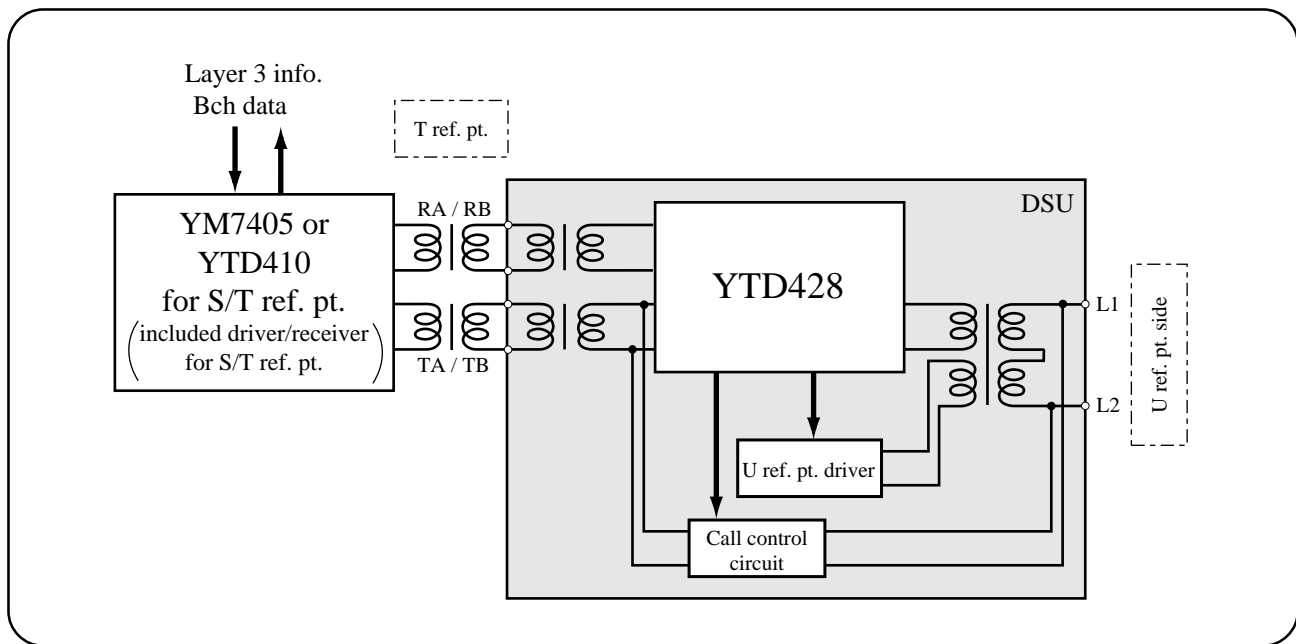 Layer 3 info.
Bch data
T ref. pt.
DSU
RA / RB
YM7405 or
YTD410
for S/T ref. pt.
(included driver/receiver
for S/T ref. pt.)
TA / TB
YTD428
L1
L2
U ref. pt. side
U ref. pt. driver
Call control
circuit